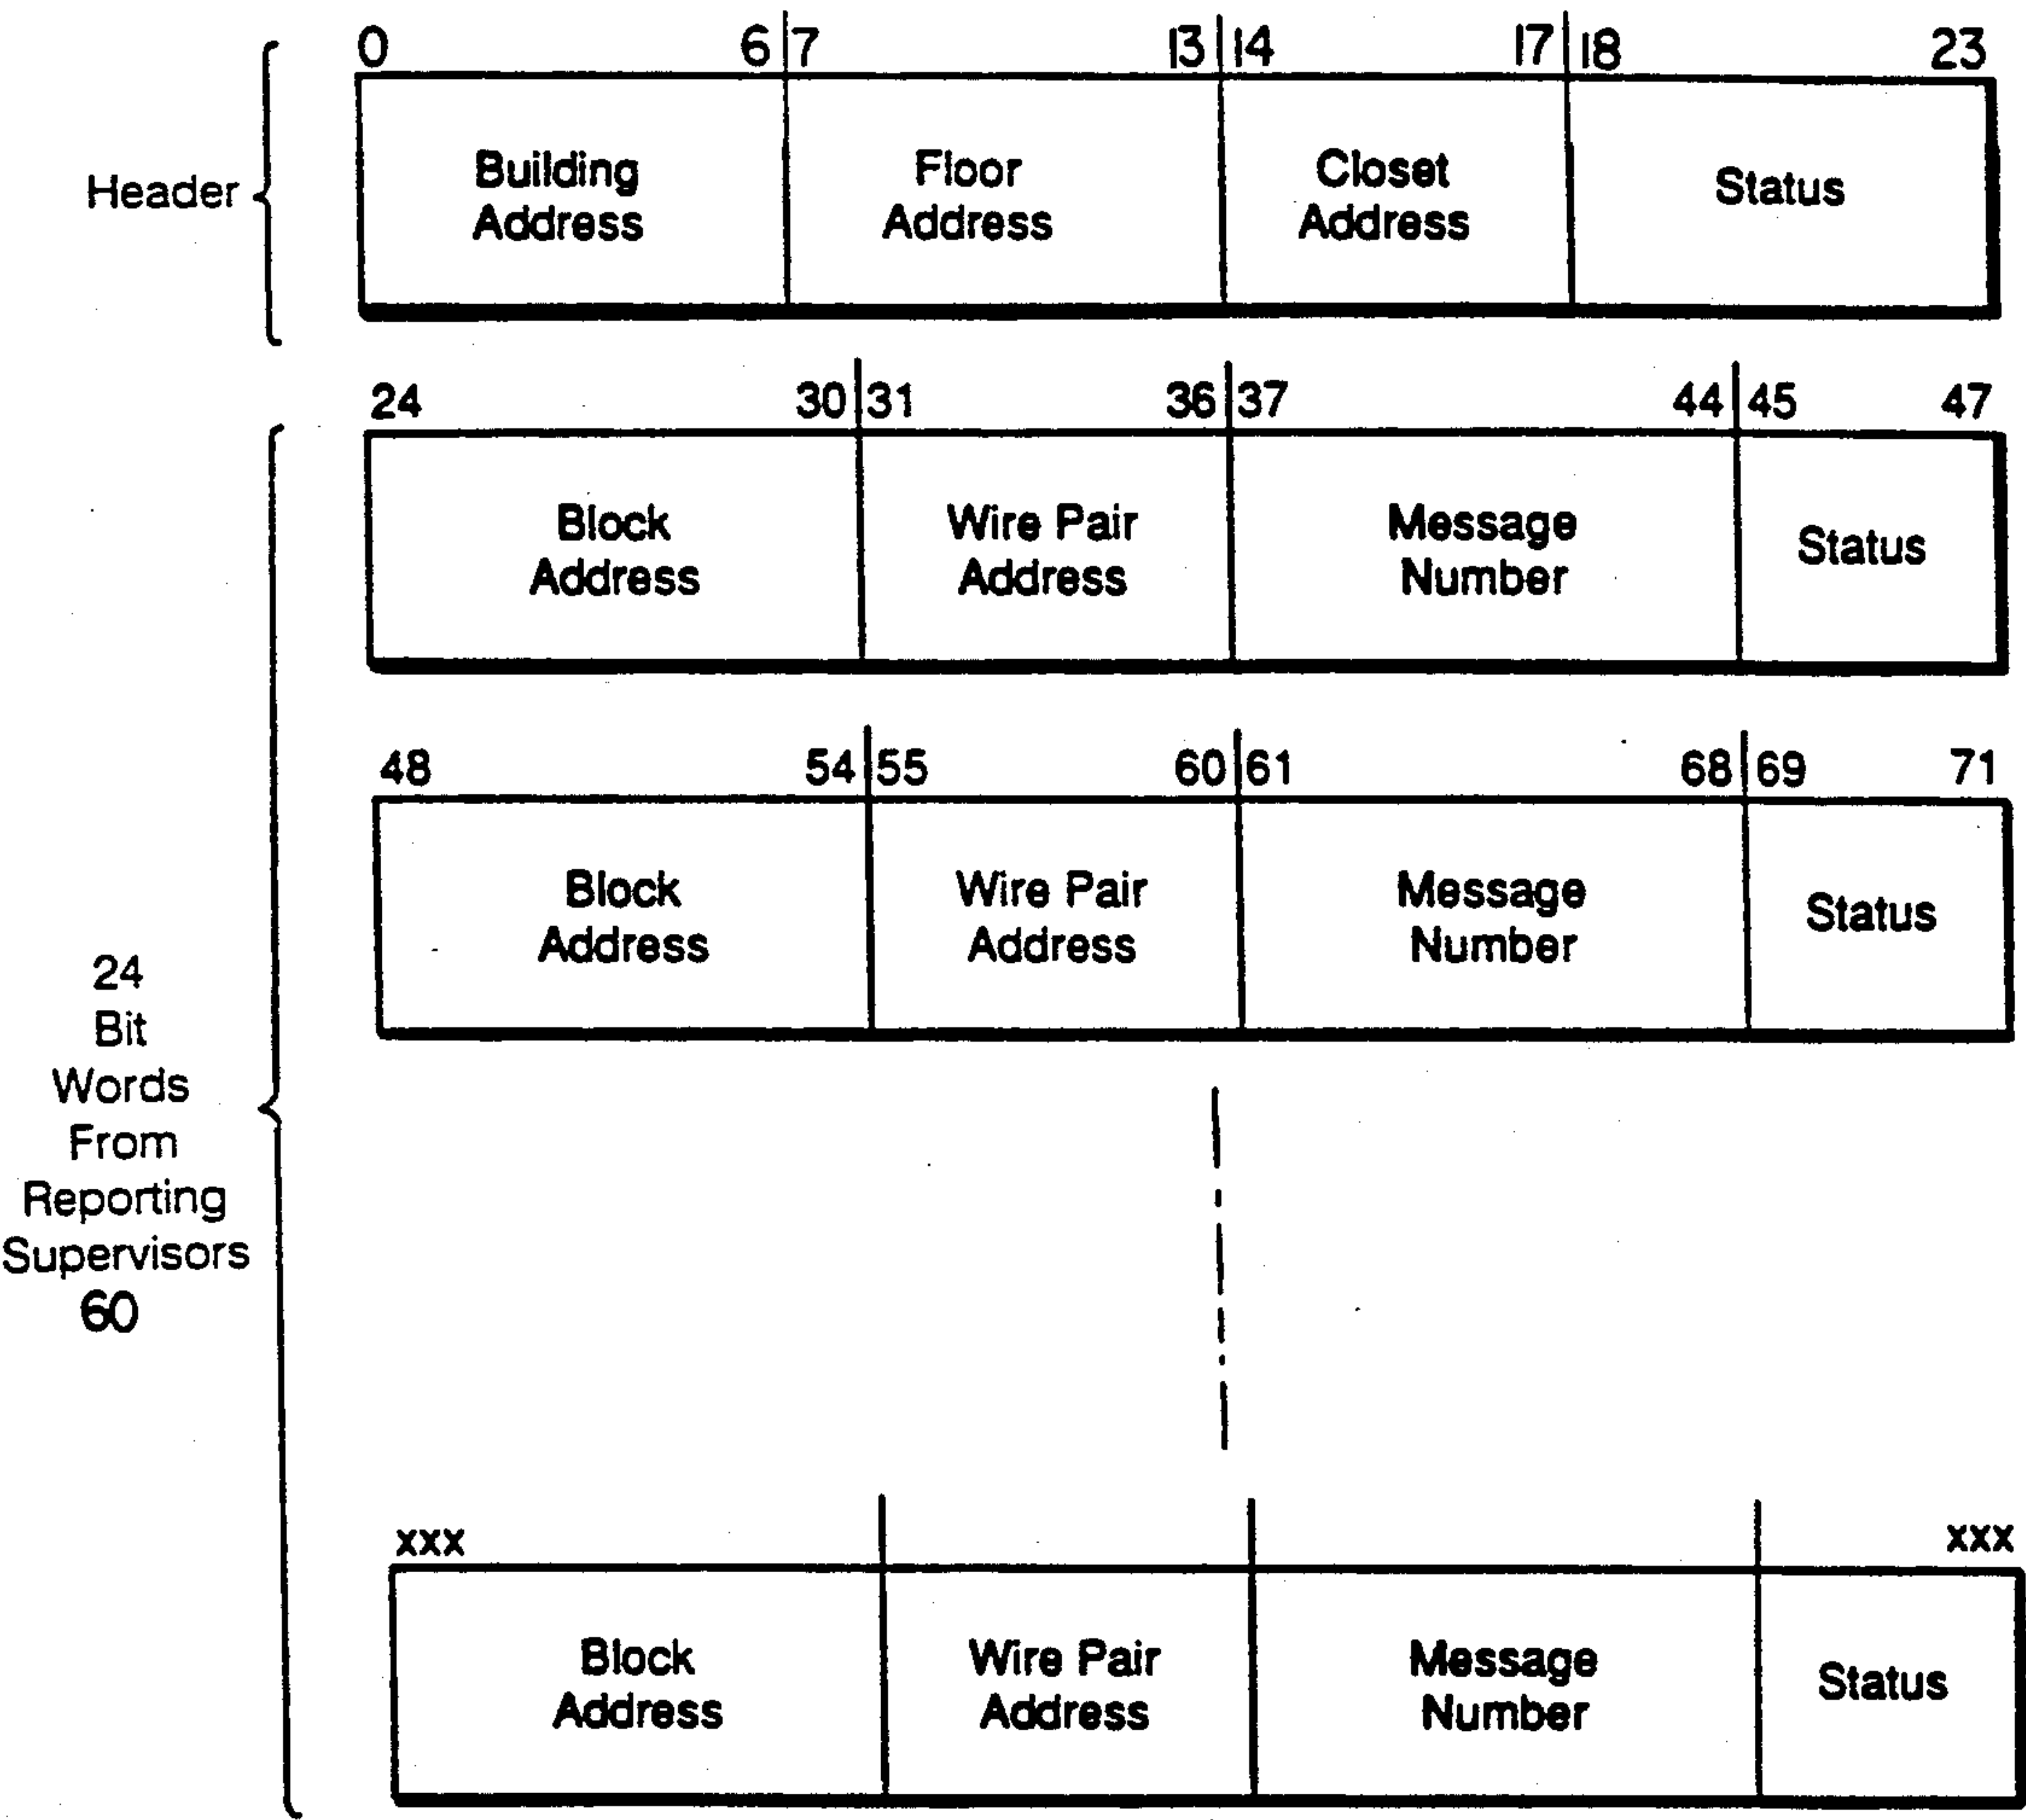 0 6 7 13 14 17 18 23
Header
Building Address
Floor Address
Closet Address
Status
24 30 31 36 37 44 45 47
Block Address
Wire Pair Address
Message Number
Status
48 54 55 60 61 68 69 71
Block Address
Wire Pair Address
Message Number
Status
24
Bit
Words
From
Reporting
Supervisors
60
xxx xxx
Block Address
Wire Pair Address
Message Number
Status